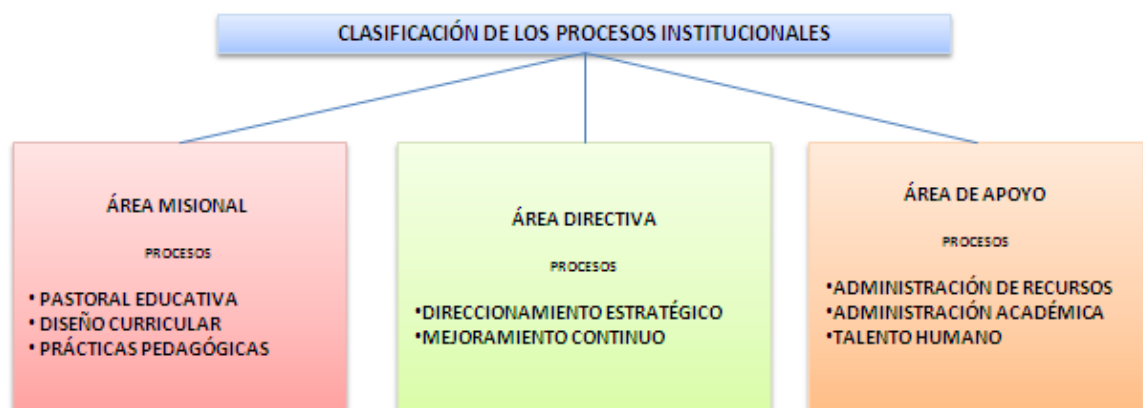 CLASIFICACIÓN DE LOS PROCESOS INSTITUCIONALES
ÁREA MISIONAL
PROCESOS
• PASTORAL EDUCATIVA
• DISEÑO CURRICULAR
• PRÁCTICAS PEDAGÓGICAS
ÁREA DIRECTIVA
PROCESOS
•DIRECCIONAMIENTO ESTRATÉGICO
•MEJORAMIENTO CONTINUO
ÁREA DE APOYO
PROCESOS
•ADMINISTRACIÓN DE RECURSOS
•ADMINISTRACIÓN ACADÉMICA
•TALENTO HUMANO